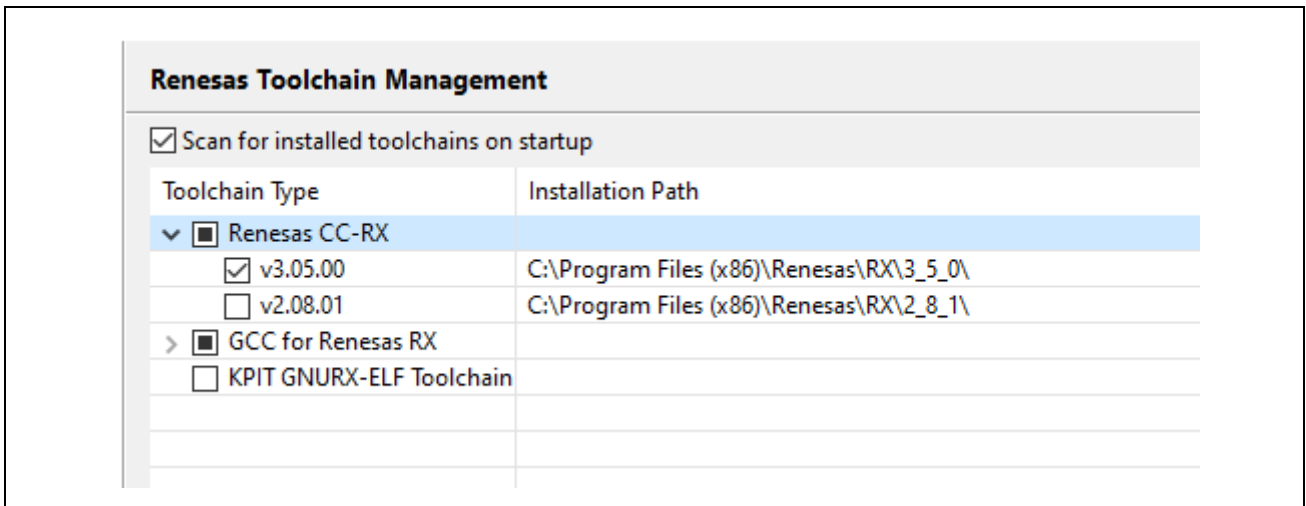 Renesas Toolchain Management
Scan for installed toolchains on startup
Toolchain Type Installation Path
Renesas CC-RX
v3.05.00 C:\Program Files (x86)\Renesas\RX\3_5_0\
v2.08.01 C:\Program Files (x86)\Renesas\RX\2_8_1\
GCC for Renesas RX
KPIT GNURX-ELF Toolchain